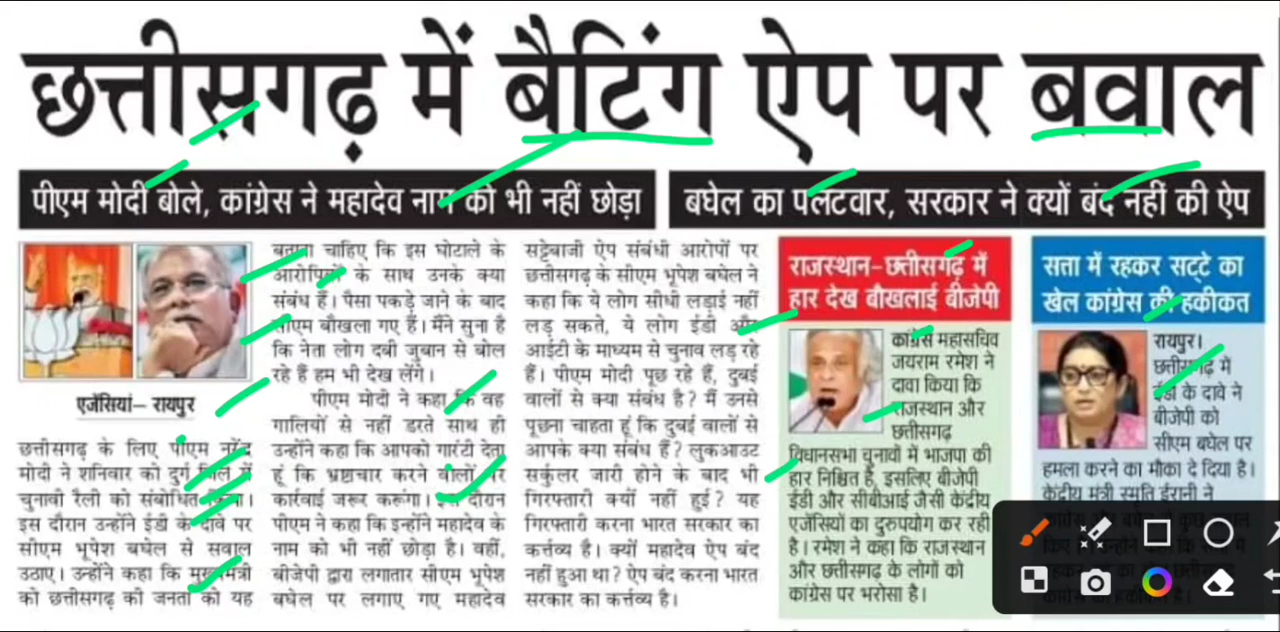 छत्तीसगढ़ में बैटिंग ऐप पर बवाल
पीएम मोदी बोले, कांग्रेस ने महादेव नाम को भी नहीं छोड़ा
बघेल का पलटवार, सरकार ने क्यों बंद नहीं की ऐप
एजेंसियां– रायपुर
छत्तीसगढ़ के लिए पीएम नरेंद्र
मोदी ने शनिवार को दुर्ग जिले में
चुनावी रैली को संबोधित किया।
इस दौरान उन्होंने ईडी के दावे पर
सीएम भूपेश बघेल से सवाल
उठाए। उन्होंने कहा कि मुख्यमंत्री
को छत्तीसगढ़ की जनता को यह
बताना चाहिए कि इस घोटाले के
आरोपियों के साथ उनके क्या
संबंध हैं। पैसा पकड़े जाने के बाद
सीएम बौखला गए हैं। मैंने सुना है
कि नेता लोग दबी जुबान से बोल
रहे हैं हम भी देख लेंगे।
पीएम मोदी ने कहा कि वह
गालियों से नहीं डरते साथ ही
उन्होंने कहा कि आपको गारंटी देता
हूं कि भ्रष्टाचार करने वालों पर
कार्रवाई जरूर करूंगा। इस दौरान
पीएम ने कहा कि इन्होंने महादेव के
नाम को भी नहीं छोड़ा है। वहीं,
बीजेपी द्वारा लगातार सीएम भूपेश
बघेल पर लगाए गए महादेव
सट्टेबाजी ऐप संबंधी आरोपों पर
छत्तीसगढ़ के सीएम भूपेश बघेल ने
कहा कि ये लोग सीधी लड़ाई नहीं
लड़ सकते, ये लोग ईडी और
आईटी के माध्यम से चुनाव लड़ रहे
हैं। पीएम मोदी पूछ रहे हैं, दुबई
वालों से क्या संबंध है? मैं उनसे
पूछना चाहता हूं कि दुबई वालों से
आपके क्या संबंध हैं? लुकआउट
सर्कुलर जारी होने के बाद भी
गिरफ्तारी क्यों नहीं हुई? यह
गिरफ्तारी करना भारत सरकार का
कर्त्तव्य है। क्यों महादेव ऐप बंद
नहीं हुआ था? ऐप बंद करना भारत
सरकार का कर्त्तव्य है।
राजस्थान–छत्तीसगढ़ में
हार देख बौखलाई बीजेपी
कांग्रेस महासचिव
जयराम रमेश ने
दावा किया कि
राजस्थान और
छत्तीसगढ़
विधानसभा चुनावों में भाजपा की
हार निश्चित है, इसलिए बीजेपी
ईडी और सीबीआई जैसी केंद्रीय
एजेंसियों का दुरुपयोग कर रही
है। रमेश ने कहा कि राजस्थान
और छत्तीसगढ़ के लोगों को
कांग्रेस पर भरोसा है।
सत्ता में रहकर सट्टे का
खेल कांग्रेस की हकीकत
रायपुर।
छत्तीसगढ़ में
ईडी के दावे ने
बीजेपी को
सीएम बघेल पर
हमला करने का मौका दे दिया है।
केंद्रीय मंत्री स्मृति ईरानी ने